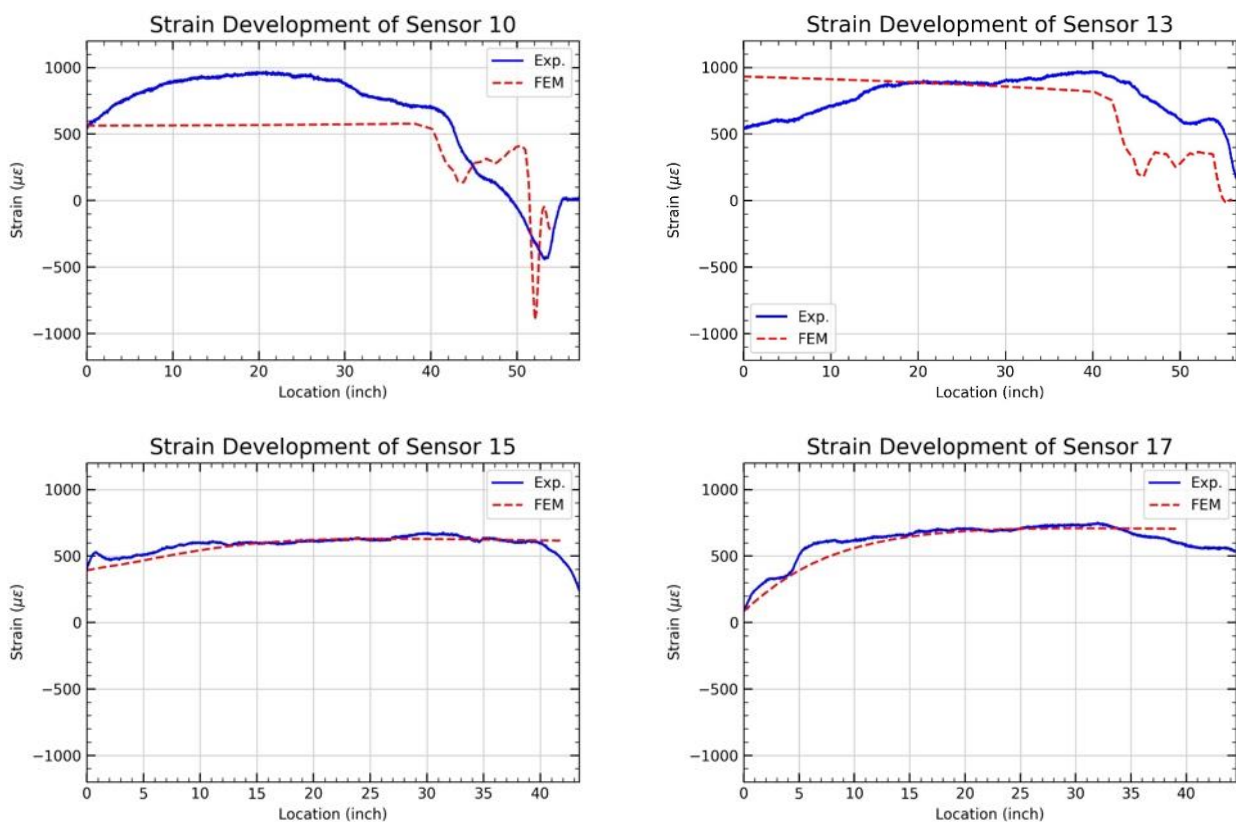 Strain Development of Sensor 10
1000
500
0
−500
−1000
Strain (με)
Exp.
FEM
0 10 20 30 40 50
Location (inch)
Strain Development of Sensor 13
1000
500
0
−500
−1000
Strain (με)
Exp.
FEM
0 10 20 30 40 50
Location (inch)
Strain Development of Sensor 15
1000
500
0
−500
−1000
Strain (με)
Exp.
FEM
0 5 10 15 20 25 30 35 40
Location (inch)
Strain Development of Sensor 17
1000
500
0
−500
−1000
Strain (με)
Exp.
FEM
0 5 10 15 20 25 30 35 40
Location (inch)